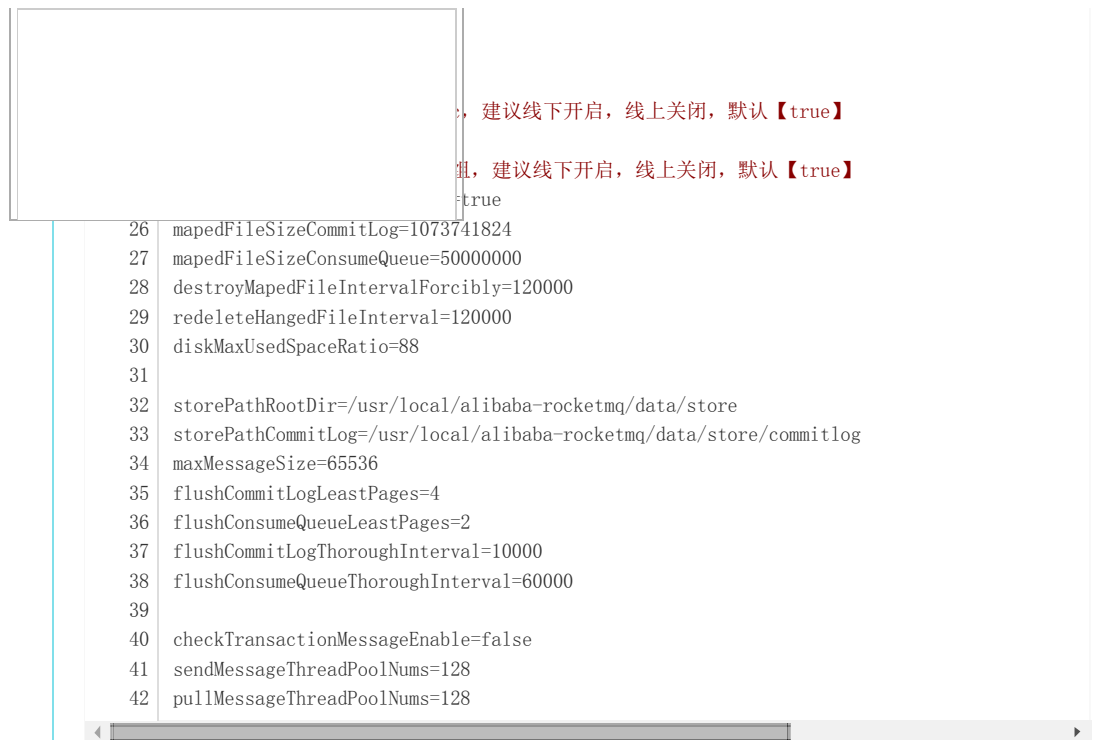 ，建议线下开启，线上关闭，默认【true】
，建议线下开启，线上关闭，默认【true】
=true
26 mapedFileSizeCommitLog=1073741824
27 mapedFileSizeConsumeQueue=50000000
28 destroyMapedFileIntervalForcibly=120000
29 redeleteHangedFileInterval=120000
30 diskMaxUsedSpaceRatio=88
31
32 storePathRootDir=/usr/local/alibaba-rocketmq/data/store
33 storePathCommitLog=/usr/local/alibaba-rocketmq/data/store/commitlog
34 maxMessageSize=65536
35 flushCommitLogLeastPages=4
36 flushConsumeQueueLeastPages=2
37 flushCommitLogThoroughInterval=10000
38 flushConsumeQueueThoroughInterval=60000
39
40 checkTransactionMessageEnable=false
41 sendMessageThreadPoolNums=128
42 pullMessageThreadPoolNums=128